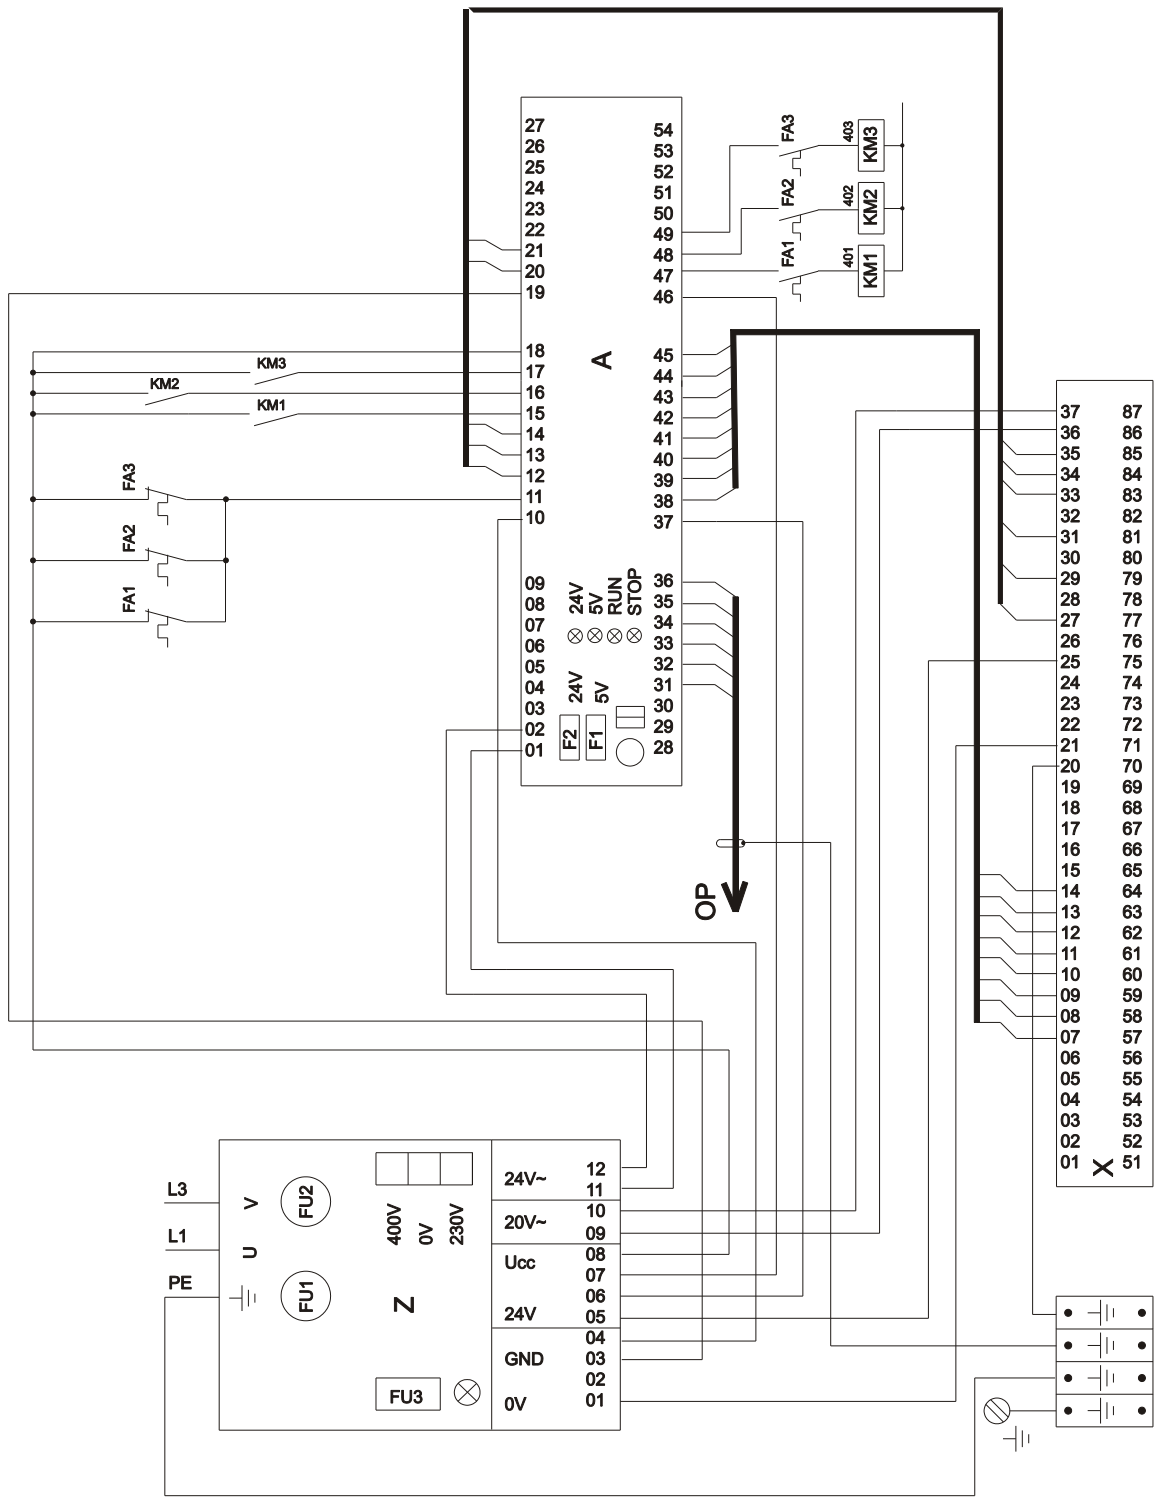 27
26
25
24
23
22
21
20
19
18
17
16
15
14
13
12
11
10
09
08
07
06
05
04
03
02
01
A
24V
5V
RUN
STOP
24V
5V
F2
F1
54
53
52
51
50
49
48
47
46
45
44
43
42
41
40
39
38
37
36
35
34
33
32
31
30
29
28
FA3
403
KM3
FA2
402
KM2
FA1
401
KM1
KM3
KM2
KM1
FA3
FA2
FA1
OP
37 87
36 86
35 85
34 84
33 83
32 82
31 81
30 80
29 79
28 78
27 77
26 76
25 75
24 74
23 73
22 72
21 71
20 70
19 69
18 68
17 67
16 66
15 65
14 64
13 63
12 62
11 61
10 60
09 59
08 58
07 57
06 56
05 55
04 54
03 53
02 52
01 X 51
L3
L1
PE
V
U
FU2
FU1
400V
0V
230V
Z
FU3
24V~
20V~
Ucc
24V
GND
0V
12
11
10
09
08
07
06
05
04
03
02
01